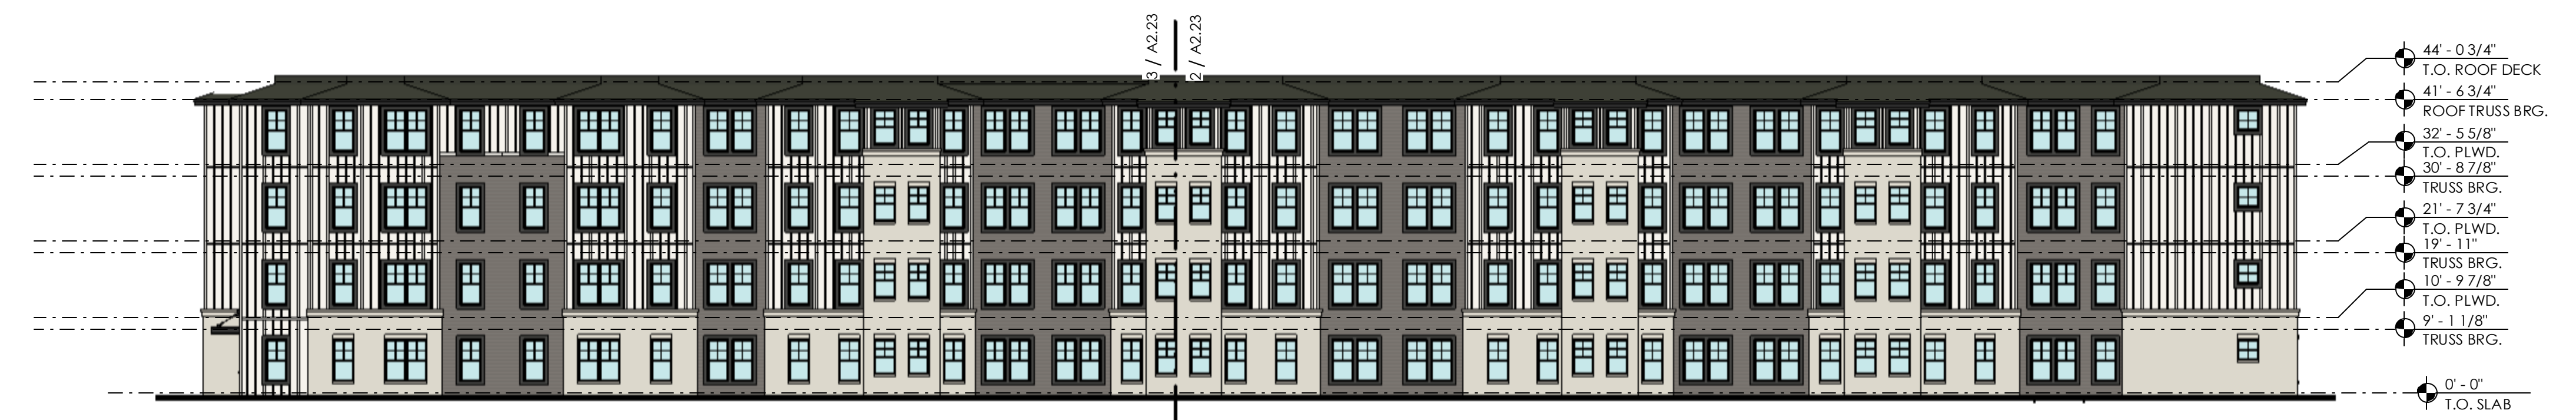 3 / A2.23
2 / A2.23
44' - 0 3/4"
T.O. ROOF DECK
41' - 6 3/4"
ROOF TRUSS BRG.
32' - 5 5/8"
T.O. PLWD.
30' - 8 7/8"
TRUSS BRG.
21' - 7 3/4"
T.O. PLWD.
19' - 11"
TRUSS BRG.
10' - 9 7/8"
T.O. PLWD.
9' - 1 1/8"
TRUSS BRG.
0' - 0"
T.O. SLAB